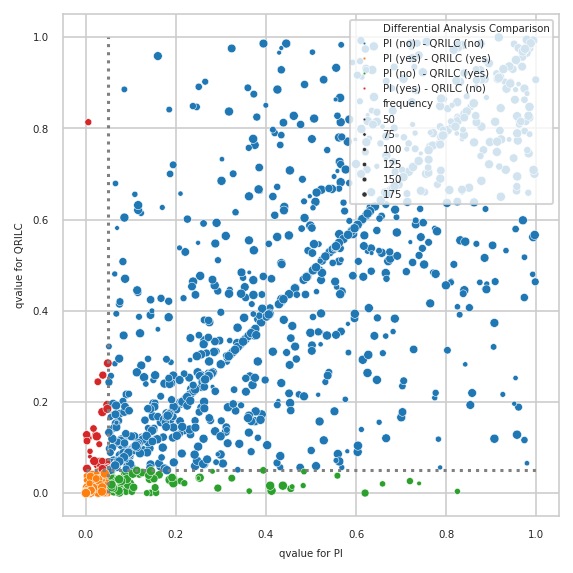 Differential Analysis Comparison
PI (no) - QRILC (no)
PI (yes) - QRILC (yes)
PI (no) - QRILC (yes)
PI (yes) - QRILC (no)
frequency
50
75
100
125
150
175
1.0
0.8
0.6
0.4
0.2
0.0
qvalue for QRILC
0.0 0.2 0.4 0.6 0.8 1.0
qvalue for PI